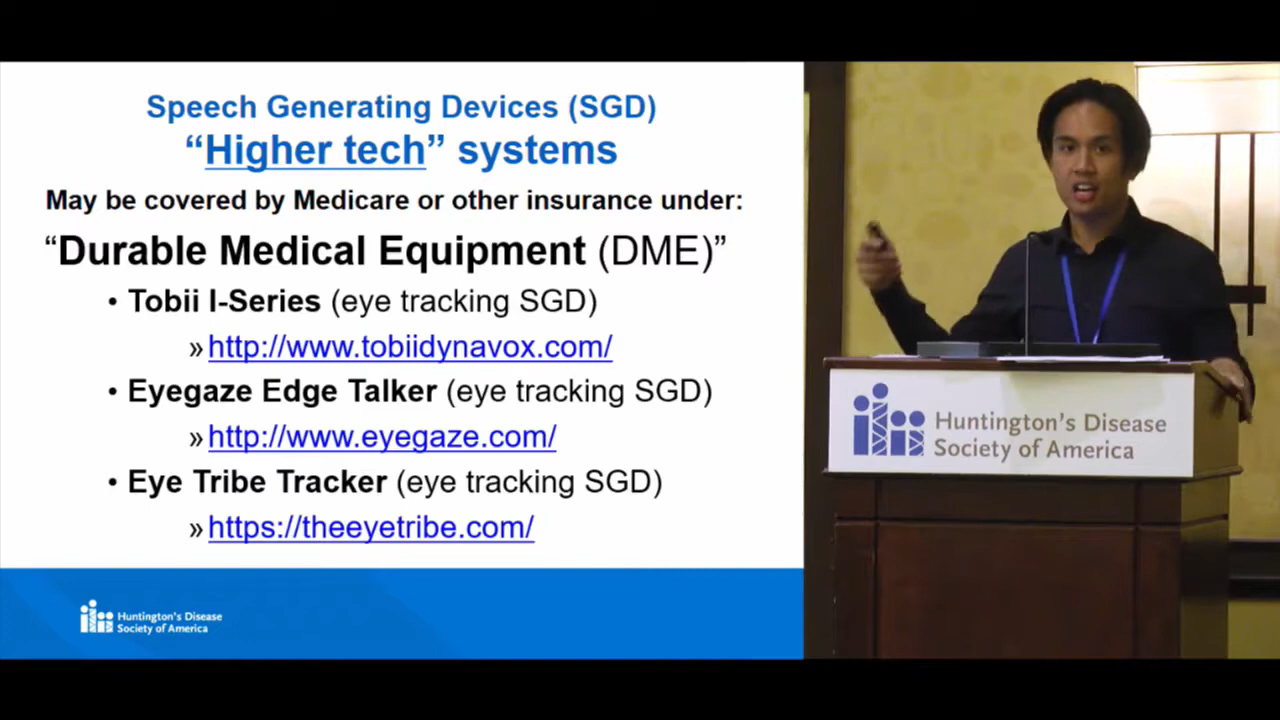 Speech Generating Devices (SGD)
“Higher tech” systems
May be covered by Medicare or other insurance under:
“Durable Medical Equipment (DME)”
• Tobii I-Series (eye tracking SGD)
» http://www.tobiidynavox.com/
• Eyegaze Edge Talker (eye tracking SGD)
» http://www.eyegaze.com/
• Eye Tribe Tracker (eye tracking SGD)
» https://theeyetribe.com/
Huntington's Disease
Society of America
Huntington's Disease
Society of America